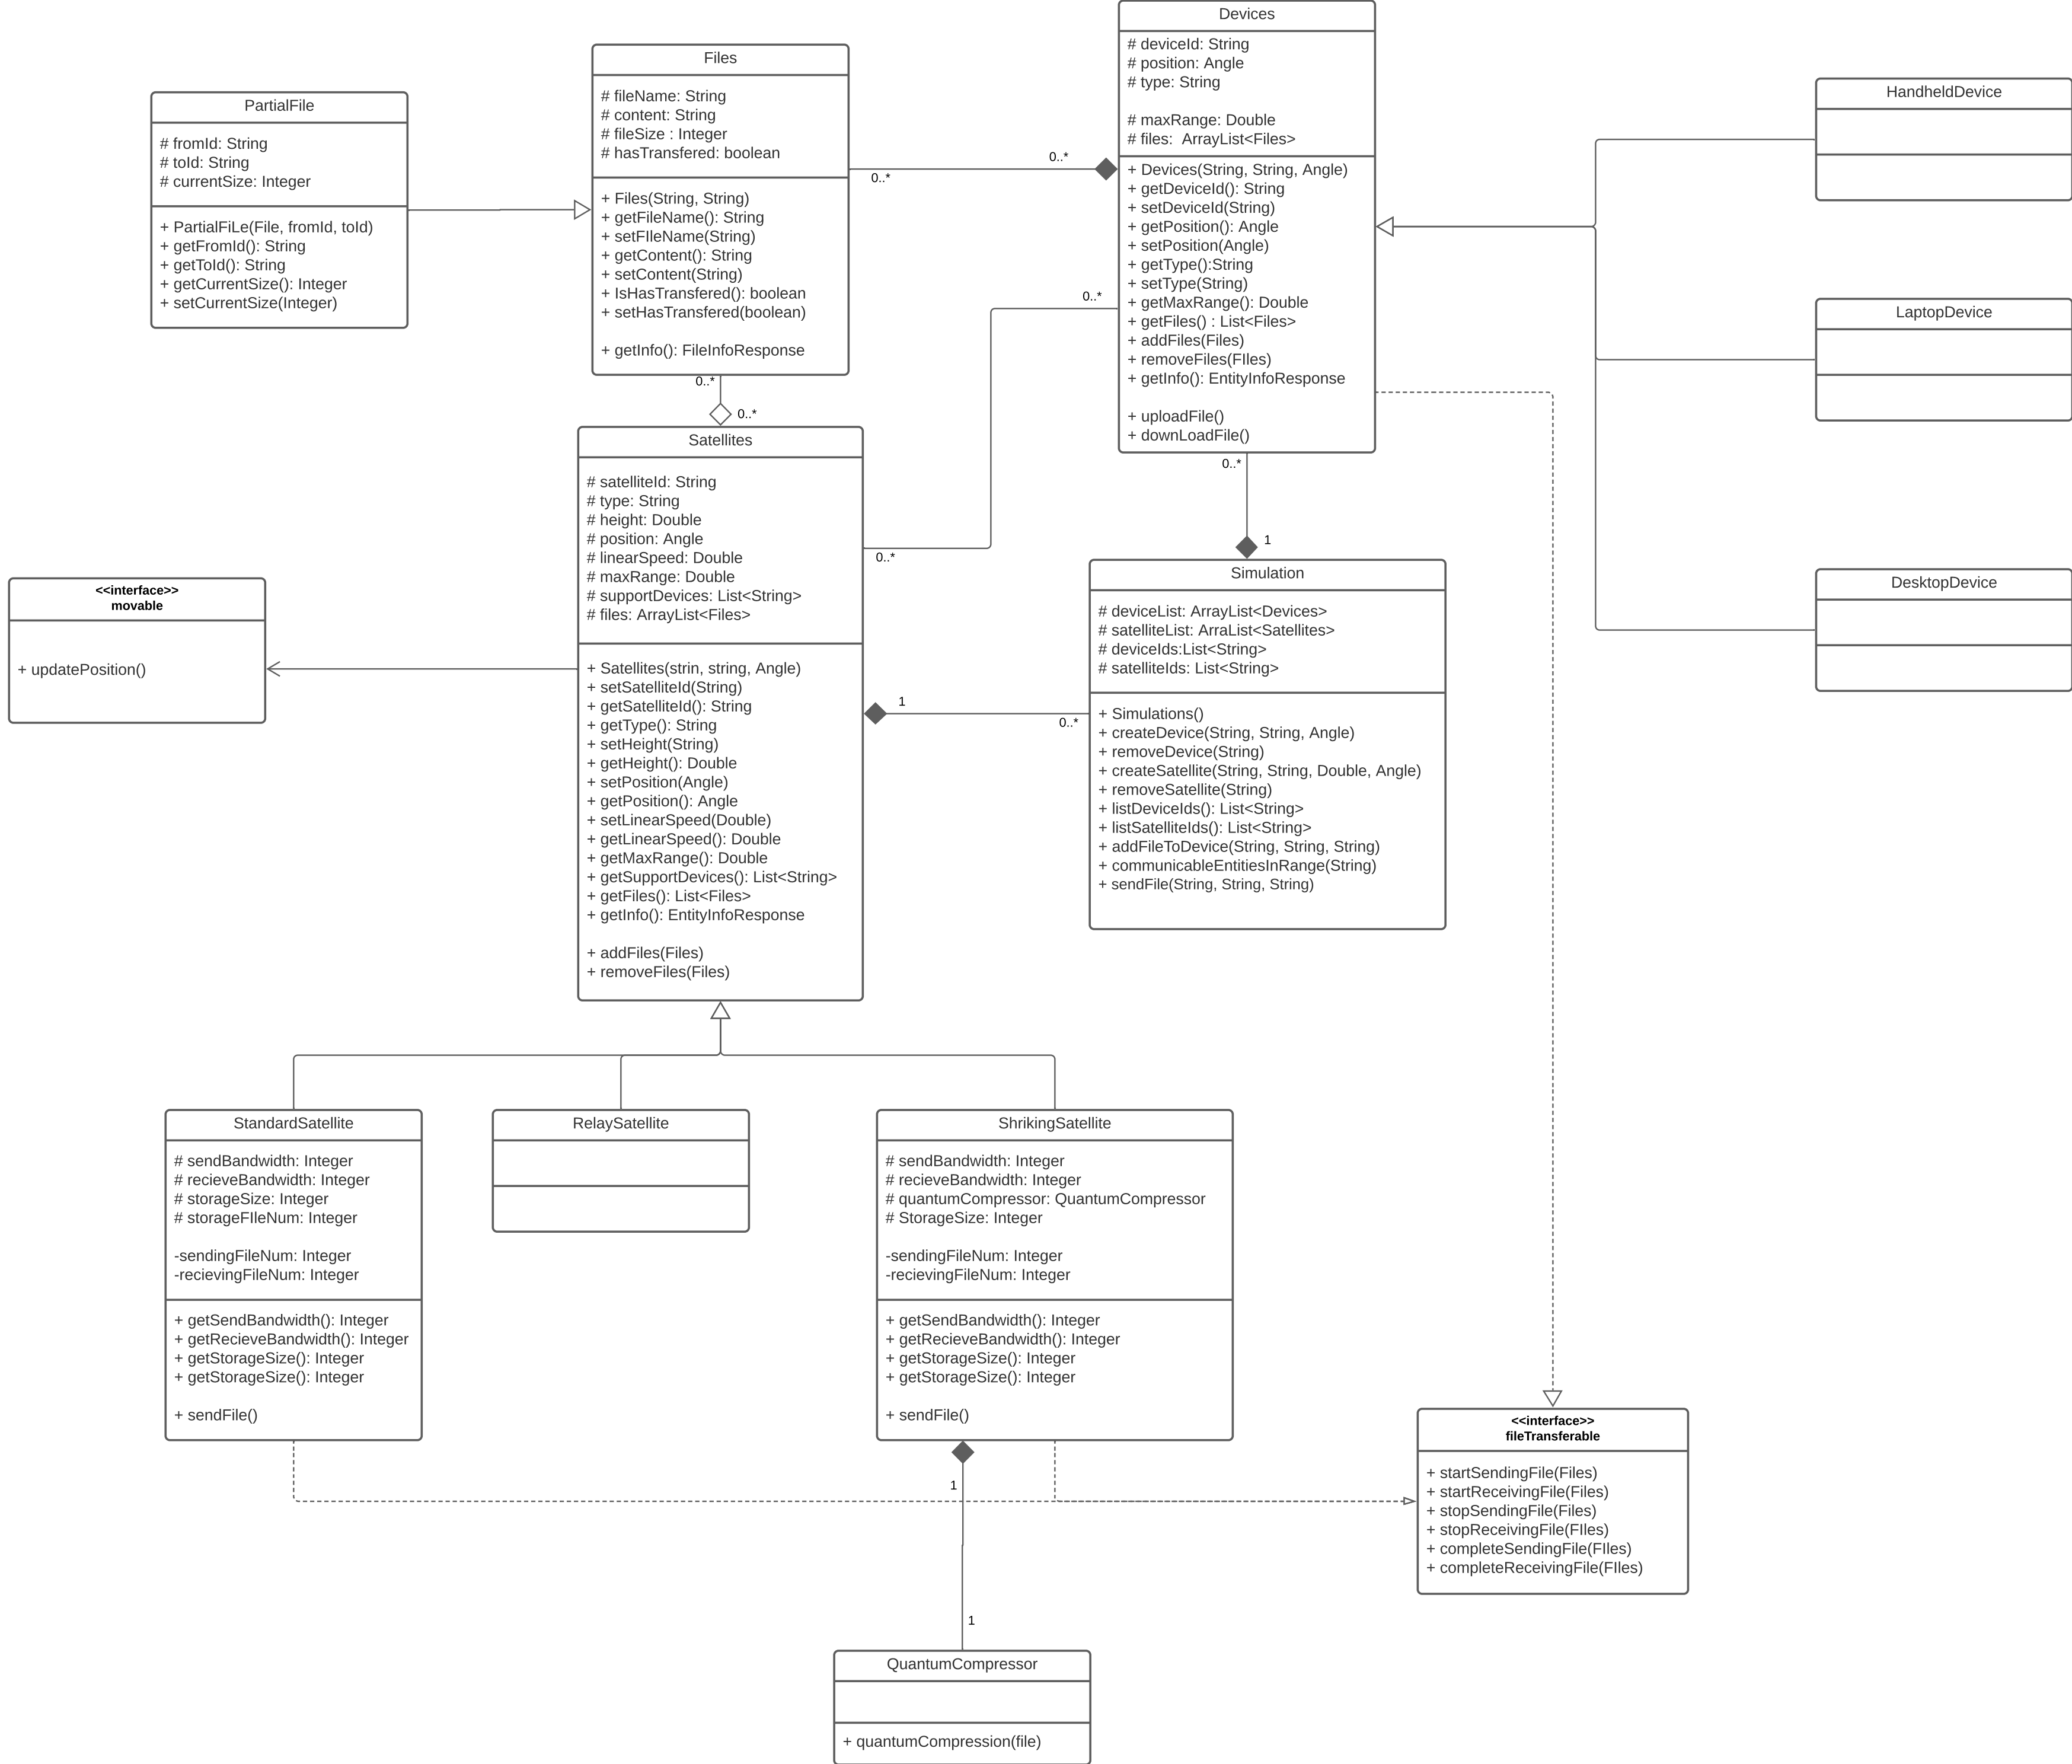 Devices
# deviceId: String
# position: Angle
# type: String
# maxRange: Double
# files:  ArrayList<Files>
+ Devices(String, String, Angle)
+ getDeviceId(): String
+ setDeviceId(String)
+ getPosition(): Angle
+ setPosition(Angle)
+ getType():String
+ setType(String)
+ getMaxRange(): Double
+ getFiles() : List<Files>
+ addFiles(Files)
+ removeFiles(FIles)
+ getInfo(): EntityInfoResponse
+ uploadFile()
+ downLoadFile()
Files
# fileName: String
# content: String
# fileSize : Integer
# hasTransfered: boolean
+ Files(String, String)
+ getFileName(): String
+ setFIleName(String)
+ getContent(): String
+ setContent(String)
+ IsHasTransfered(): boolean
+ setHasTransfered(boolean)
+ getInfo(): FileInfoResponse
PartialFile
# fromId: String
# toId: String
# currentSize: Integer
+ PartialFiLe(File, fromId, toId)
+ getFromId(): String
+ getToId(): String
+ getCurrentSize(): Integer
+ setCurrentSize(Integer)
HandheldDevice
LaptopDevice
DesktopDevice
0..*
0..*
0..*
0..*
0..*
0..*
0..*
1
1
0..*
Satellites
# satelliteId: String
# type: String
# height: Double
# position: Angle
# linearSpeed: Double
# maxRange: Double
# supportDevices: List<String>
# files: ArrayList<Files>
+ Satellites(strin, string, Angle)
+ setSatelliteId(String)
+ getSatelliteId(): String
+ getType(): String
+ setHeight(String)
+ getHeight(): Double
+ setPosition(Angle)
+ getPosition(): Angle
+ setLinearSpeed(Double)
+ getLinearSpeed(): Double
+ getMaxRange(): Double
+ getSupportDevices(): List<String>
+ getFiles(): List<Files>
+ getInfo(): EntityInfoResponse
+ addFiles(Files)
+ removeFiles(Files)
<<interface>>
movable
+ updatePosition()
Simulation
# deviceList: ArrayList<Devices>
# satelliteList: ArraList<Satellites>
# deviceIds:List<String>
# satelliteIds: List<String>
+ Simulations()
+ createDevice(String, String, Angle)
+ removeDevice(String)
+ createSatellite(String, String, Double, Angle)
+ removeSatellite(String)
+ listDeviceIds(): List<String>
+ listSatelliteIds(): List<String>
+ addFileToDevice(String, String, String)
+ communicableEntitiesInRange(String)
+ sendFile(String, String, String)
StandardSatellite
# sendBandwidth: Integer
# recieveBandwidth: Integer
# storageSize: Integer
# storageFIleNum: Integer
-sendingFileNum: Integer
-recievingFileNum: Integer
+ getSendBandwidth(): Integer
+ getRecieveBandwidth(): Integer
+ getStorageSize(): Integer
+ getStorageSize(): Integer
+ sendFile()
RelaySatellite
ShrikingSatellite
# sendBandwidth: Integer
# recieveBandwidth: Integer
# quantumCompressor: QuantumCompressor
# StorageSize: Integer
-sendingFileNum: Integer
-recievingFileNum: Integer
+ getSendBandwidth(): Integer
+ getRecieveBandwidth(): Integer
+ getStorageSize(): Integer
+ getStorageSize(): Integer
+ sendFile()
<<interface>>
fileTransferable
+ startSendingFile(Files)
+ startReceivingFile(Files)
+ stopSendingFile(Files)
+ stopReceivingFile(FIles)
+ completeSendingFile(FIles)
+ completeReceivingFile(FIles)
1
1
QuantumCompressor
+ quantumCompression(file)